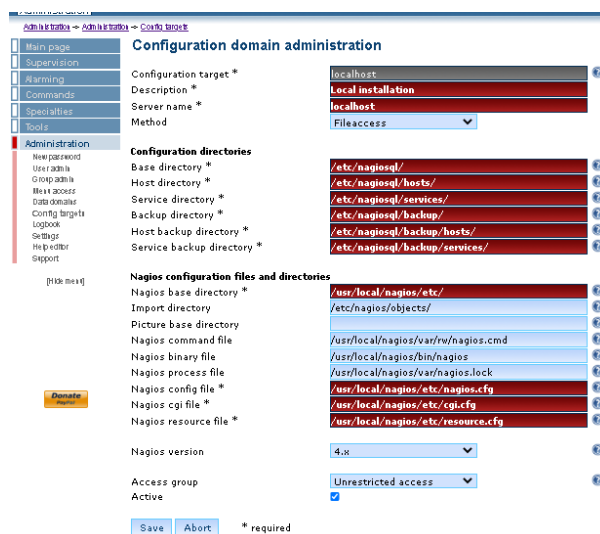 Administration
Administration -> Administration -> Config targets
Configuration domain administration
Main page
Supervision
Alarming
Commands
Specialties
Tools
Administration
New password
User admin
Group admin
Menu access
Data domains
Config targets
Logbook
Settings
Help editor
Support
[Hide menu]
Donate
PayPal
Configuration target * localhost
Description * Local installation
Server name * localhost
Method Fileaccess
Configuration directories
Base directory * /etc/nagiosql/
Host directory * /etc/nagiosql/hosts/
Service directory * /etc/nagiosql/services/
Backup directory * /etc/nagiosql/backup/
Host backup directory * /etc/nagiosql/backup/hosts/
Service backup directory * /etc/nagiosql/backup/services/
Nagios configuration files and directories
Nagios base directory * /usr/local/nagios/etc/
Import directory /etc/nagios/objects/
Picture base directory
Nagios command file /usr/local/nagios/var/rw/nagios.cmd
Nagios binary file /usr/local/nagios/bin/nagios
Nagios process file /usr/local/nagios/var/nagios.lock
Nagios config file * /usr/local/nagios/etc/nagios.cfg
Nagios cgi file * /usr/local/nagios/etc/cgi.cfg
Nagios resource file * /usr/local/nagios/etc/resource.cfg
Nagios version 4.x
Access group Unrestricted access
Active
Save Abort * required